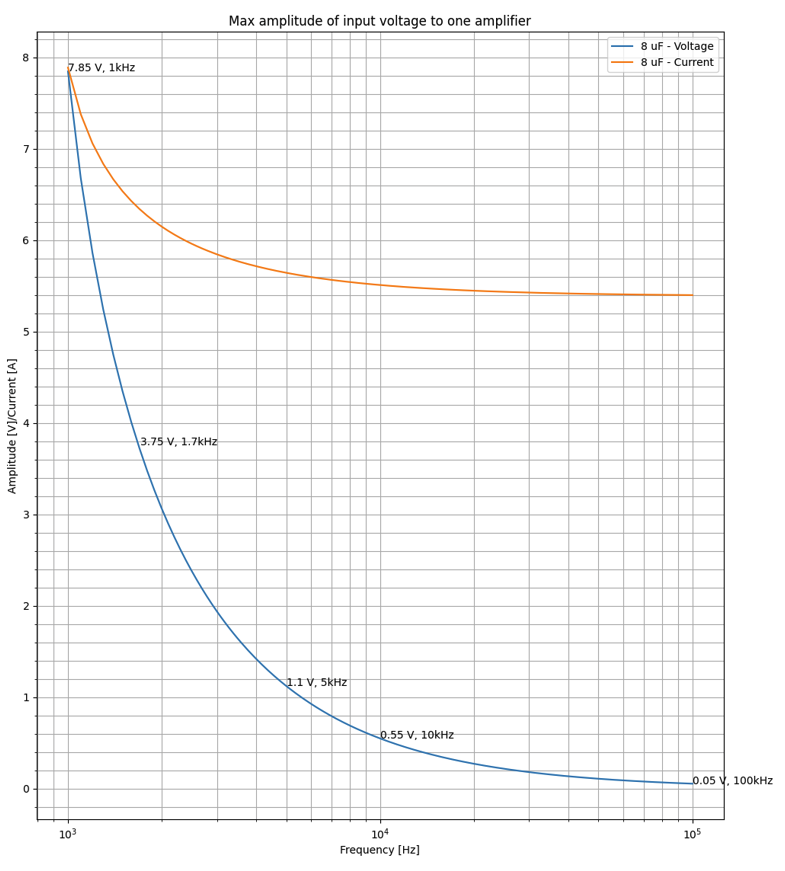 Max amplitude of input voltage to one amplifier
8 uF - Voltage
8 uF - Current
7.85 V, 1kHz
3.75 V, 1.7kHz
1.1 V, 5kHz
0.55 V, 10kHz
0.05 V, 100kHz
Amplitude [V]/Current [A]
8
7
6
5
4
3
2
1
0
10³
10⁴
10⁵
Frequency [Hz]